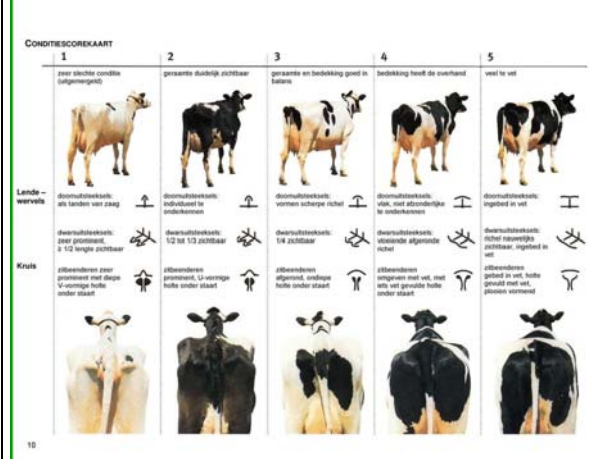 CONDITIESCOREKAART
1
2
3
4
5
zeer slechte conditie
(uitgemergeld)
geraamte duidelijk zichtbaar
geraamte en bedekking goed in
balans
bedekking heeft de overhand
veel te vet
Lende –
wervels
doornuitsteeksels:
als tanden van zaag
doornuitsteeksels:
individueel te
onderkennen
doornuitsteeksels:
vormen scherpe richel
doornuitsteeksels:
vlak, niet afzonderlijke
te onderkennen
doornuitsteeksels:
ingebed in vet
dwarsuitsteeksels:
zeer prominent,
≥ 1/2 lengte zichtbaar
dwarsuitsteeksels:
1/2 tot 1/3 zichtbaar
dwarsuitsteeksels:
1/4 zichtbaar
dwarsuitsteeksels:
vloeiende afgeronde
richel
dwarsuitsteeksels:
richel nauwelijks
zichtbaar, ingebed in
vet
Kruis
zitbeenderen zeer
prominent met diepe
V-vormige holte
onder staart
zitbeenderen
prominent, U-vormige
holte onder staart
zitbeenderen
afgerond, ondiepe
holte onder staart
zitbeenderen
omgeven met vet, met
iets vet gevulde holte
onder staart
zitbeenderen
gebed in vet, holte
gevuld met vet,
plooien vormend
10